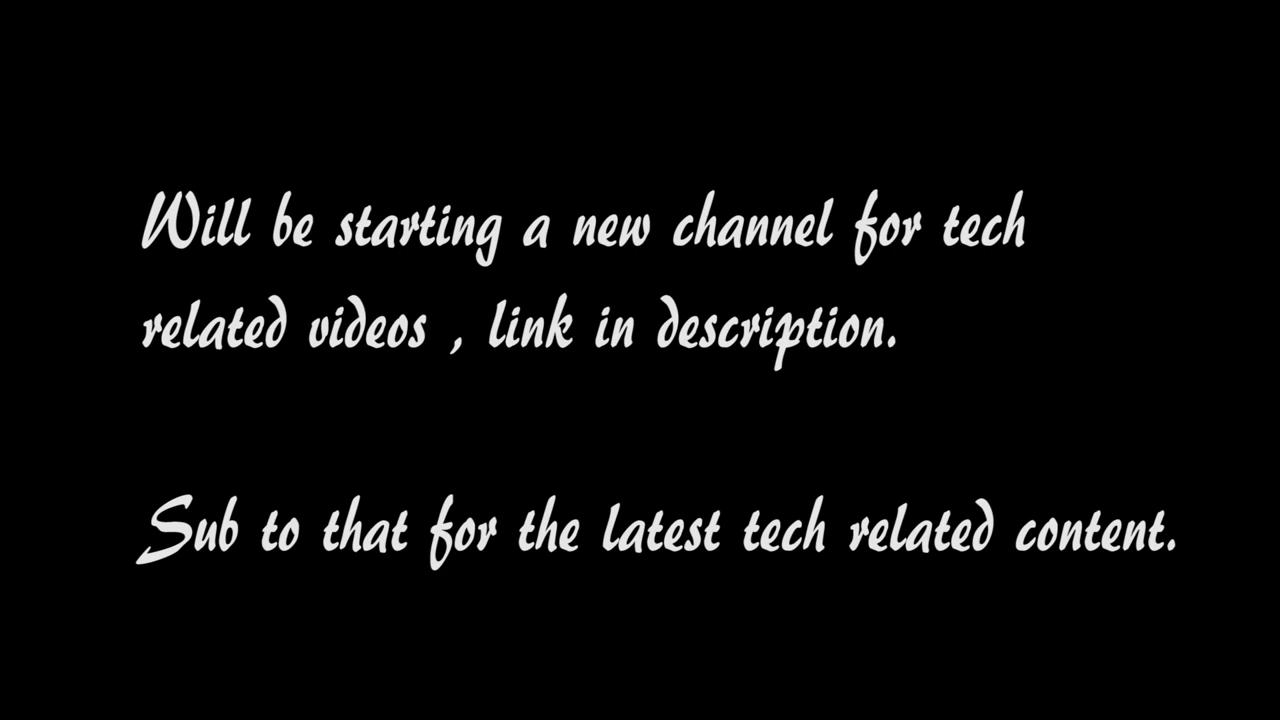 Will be starting a new channel for tech
related videos , link in description.
Sub to that for the latest tech related content.